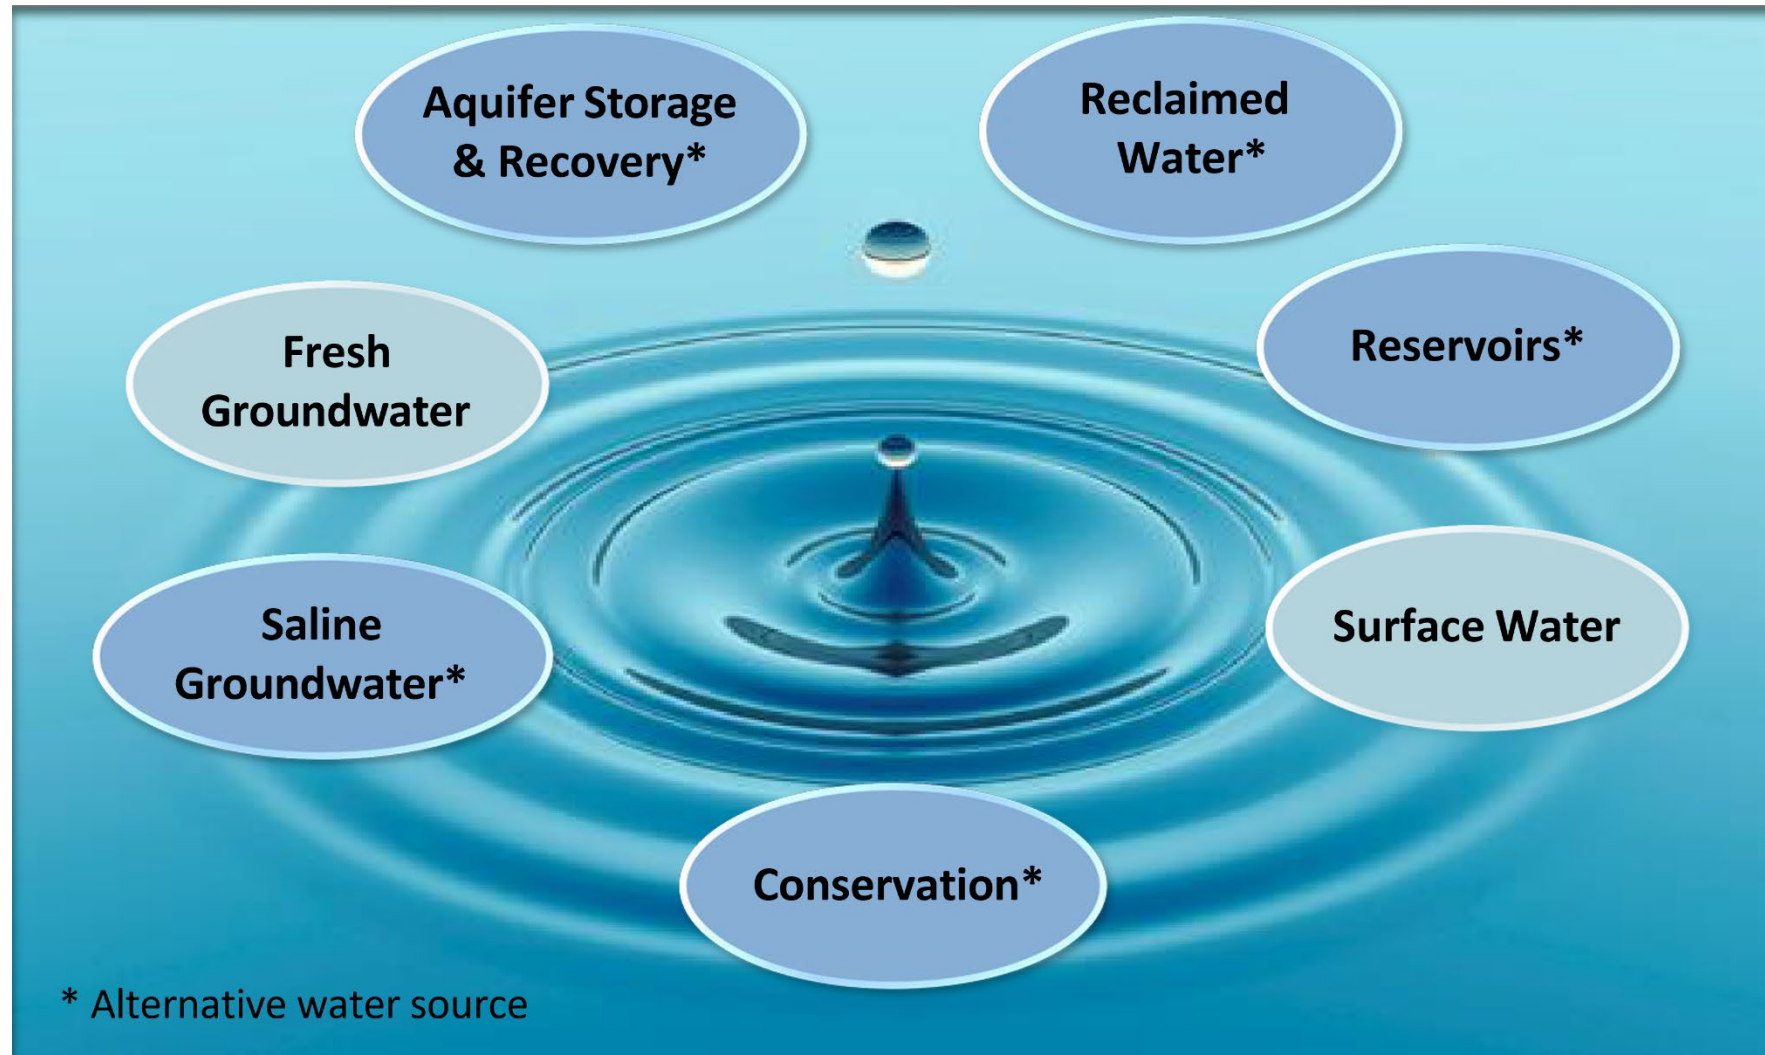 Aquifer Storage
& Recovery*
Reclaimed
Water*
Fresh
Groundwater
Reservoirs*
Saline
Groundwater*
Surface Water
Conservation*
* Alternative water source